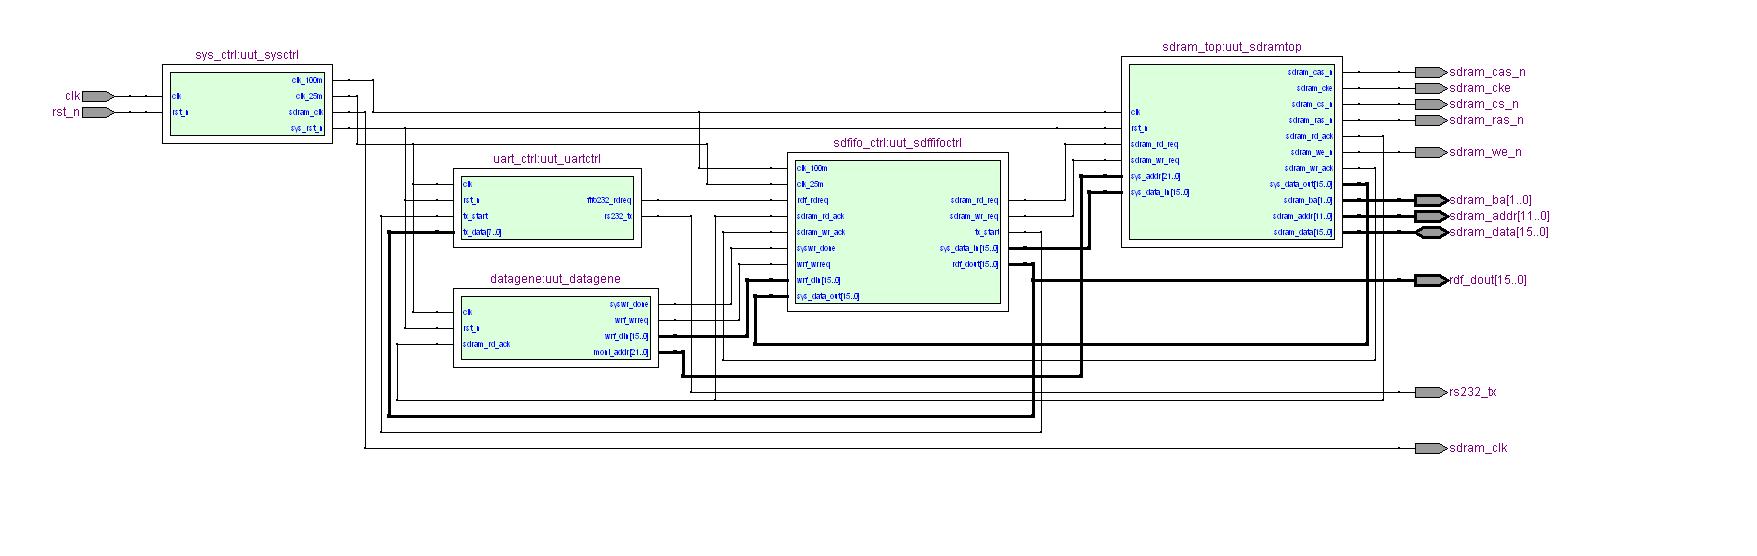 sys_ctrl:uut_sysctrl
clk
rst_n
clk
rst_n
clk_100m
clk_25m
sdram_clk
sys_rst_n
uart_ctrl:uut_uartctrl
clk
rst_n
tx_start
tx_data[7..0]
fifo232_rdreq
rs232_tx
datagene:uut_datagene
clk
rst_n
sdram_rd_ack
syswr_done
wrf_wrreq
wrf_din[15..0]
moni_addr[21..0]
sdfifo_ctrl:uut_sdffifoctrl
clk_100m
clk_25m
rdf_rdreq
sdram_rd_ack
sdram_wr_ack
syswr_done
wrf_wrreq
wrf_din[15..0]
sys_data_out[15..0]
sdram_rd_req
sdram_wr_req
tx_start
sys_data_in[15..0]
rdf_dout[15..0]
sdram_top:uut_sdramtop
clk
rst_n
sdram_rd_req
sdram_wr_req
sys_addr[21..0]
sys_data_in[15..0]
sdram_cas_n
sdram_cke
sdram_cs_n
sdram_ras_n
sdram_rd_ack
sdram_we_n
sdram_wr_ack
sys_data_out[15..0]
sdram_ba[1..0]
sdram_addr[11..0]
sdram_data[15..0]
sdram_cas_n
sdram_cke
sdram_cs_n
sdram_ras_n
sdram_we_n
sdram_ba[1..0]
sdram_addr[11..0]
sdram_data[15..0]
rdf_dout[15..0]
rs232_tx
sdram_clk